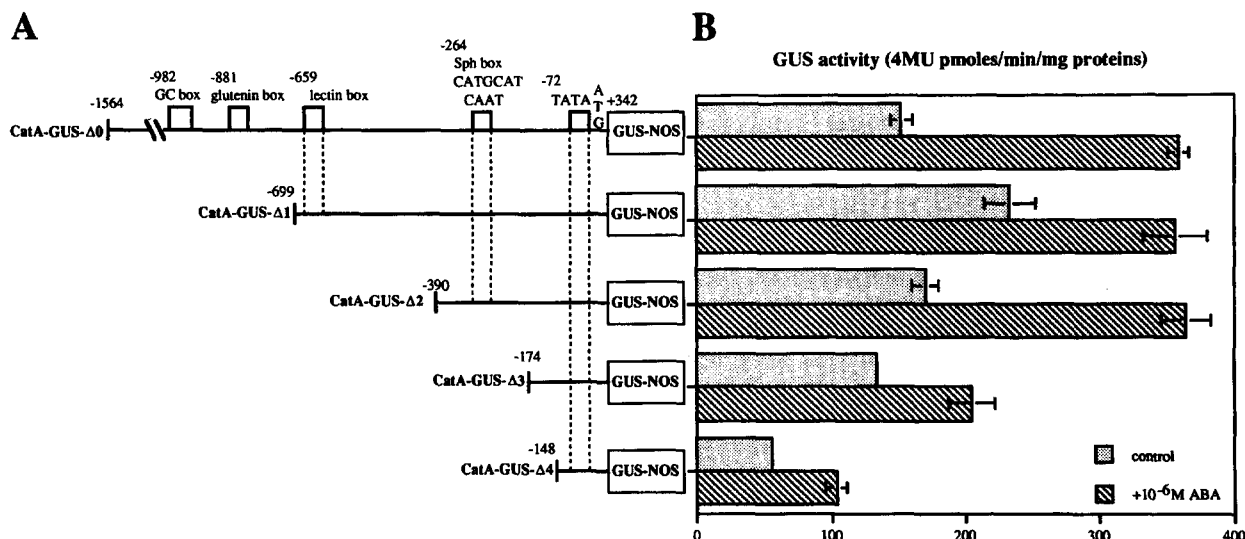 A
B
GUS activity (4MU pmoles/min/mg proteins)
-264
Sph box
CATGCAT
CAAT
-982
GC box
-881
glutenin box
-659
lectin box
-72
TATA
ATG
+342
-1564
CatA-GUS-Δ0
GUS-NOS
-699
CatA-GUS-Δ1
GUS-NOS
-390
CatA-GUS-Δ2
GUS-NOS
-174
CatA-GUS-Δ3
GUS-NOS
-148
CatA-GUS-Δ4
GUS-NOS
control
+10⁻⁶M ABA
0 100 200 300 400